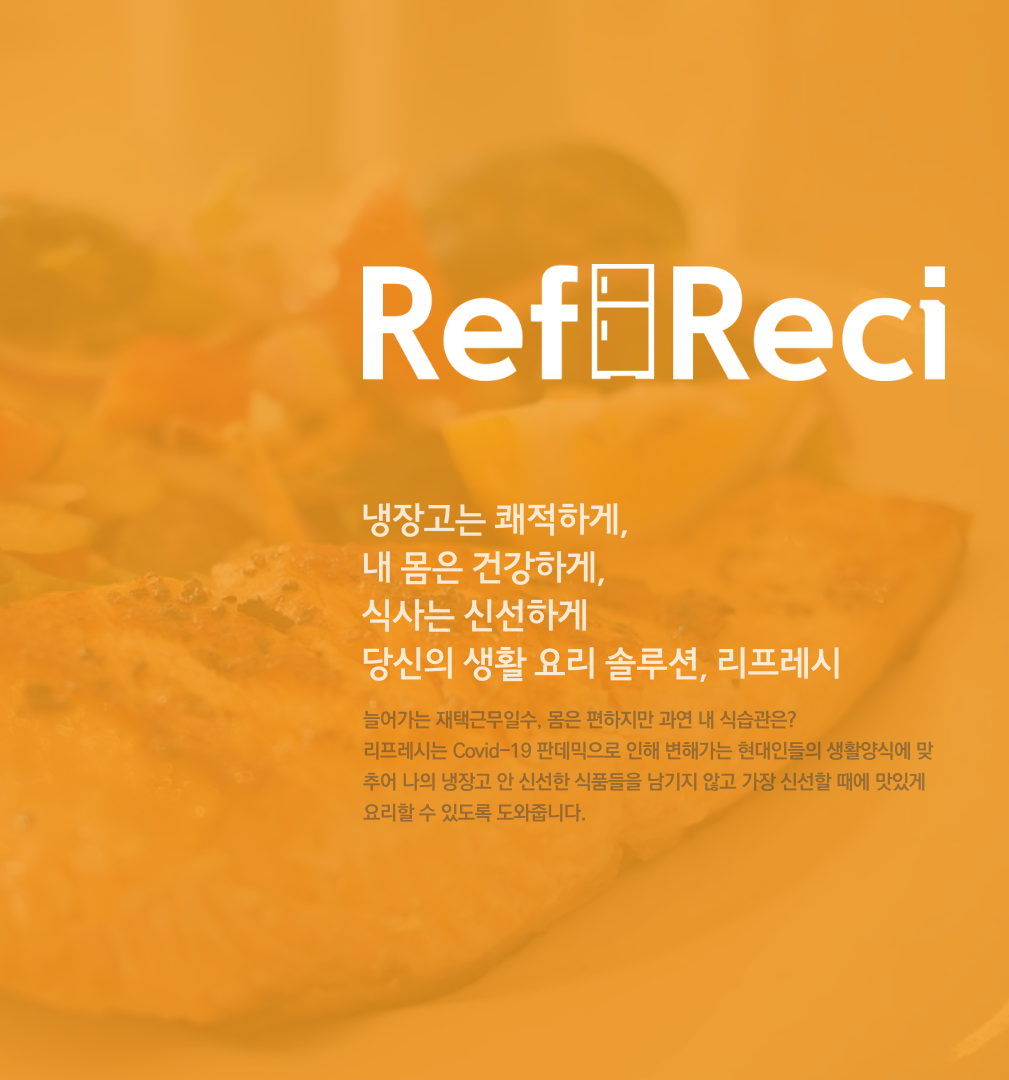 Ref Reci
냉장고는 쾌적하게,
내 몸은 건강하게,
식사는 신선하게
당신의 생활 요리 솔루션, 리프레시
늘어가는 재택근무일수, 몸은 편하지만 과연 내 식습관은?
리프레시는 Covid-19 판데믹으로 인해 변해가는 현대인들의 생활양식에 맞
추어 나의 냉장고 안 신선한 식품들을 남기지 않고 가장 신선할 때에 맛있게
요리할 수 있도록 도와줍니다.